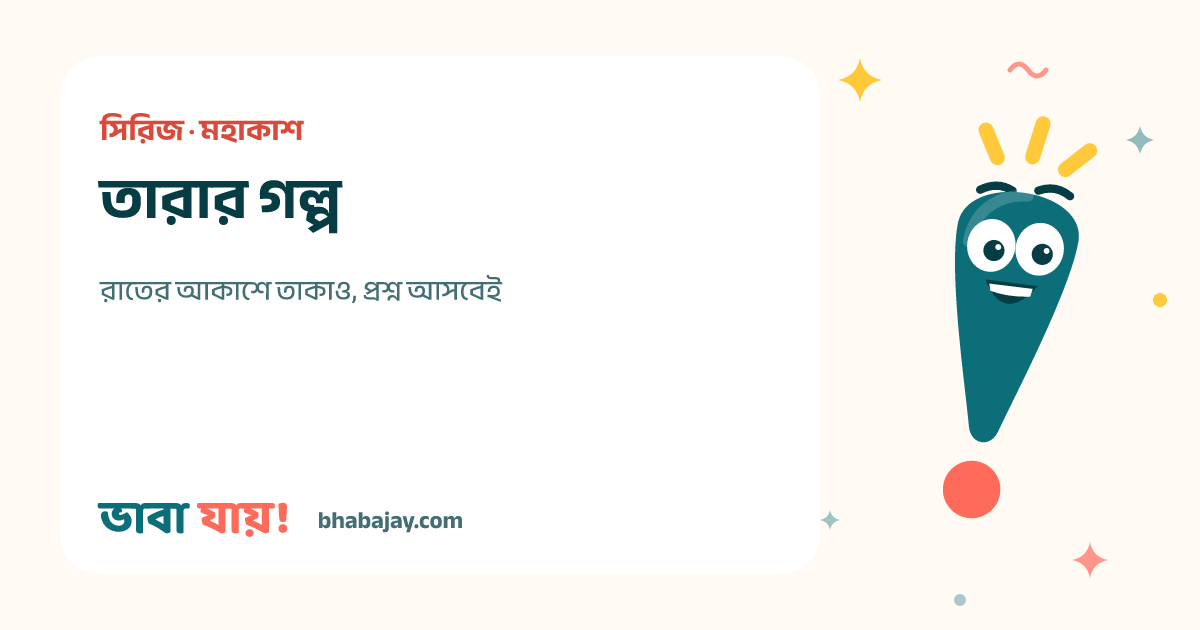 সিরিজ · মহাকাশ
তারার গল্প
রাতের আকাশে তাকাও, প্রশ্ন আসবেই
ভাবা যায়! bhabajay.com